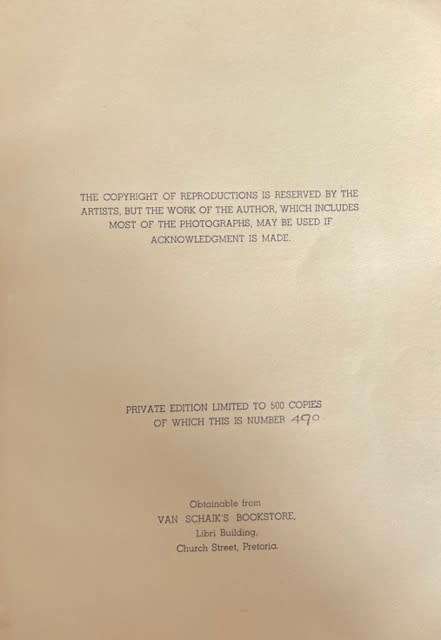 THE COPYRIGHT OF REPRODUCTIONS IS RESERVED BY THE
ARTISTS, BUT THE WORK OF THE AUTHOR, WHICH INCLUDES
MOST OF THE PHOTOGRAPHS, MAY BE USED IF
ACKNOWLEDGMENT IS MADE.
PRIVATE EDITION LIMITED TO 500 COPIES
OF WHICH THIS IS NUMBER 490
Obtainable from
VAN SCHAIK'S BOOKSTORE,
Libri Building,
Church Street, Pretoria.